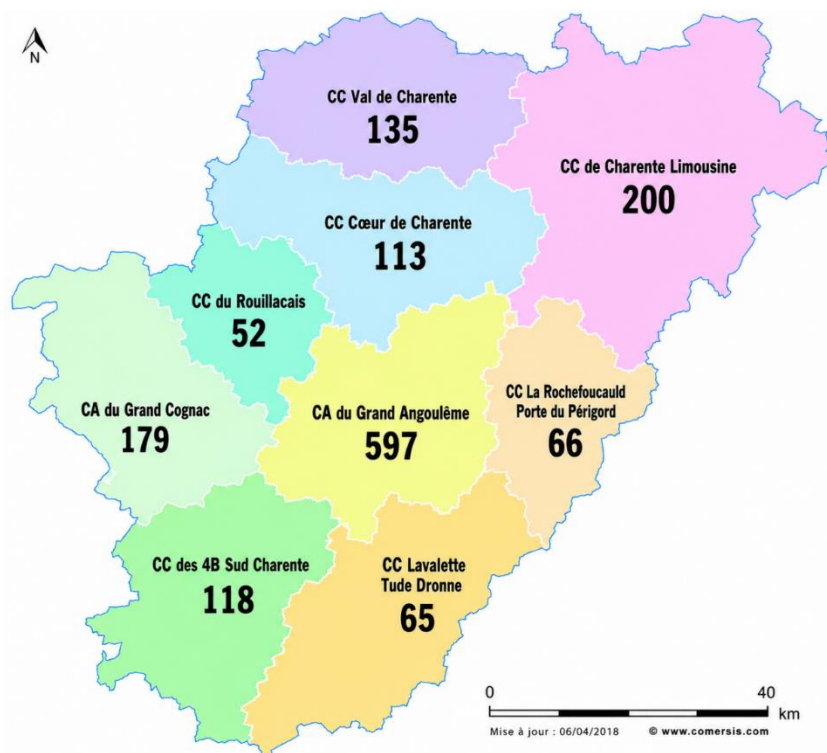 N
CC Val de Charente
135
CC de Charente Limousine
200
CC Cœur de Charente
113
CC du Rouillacais
52
CA du Grand Cognac
179
CA du Grand Angoulême
597
CC La Rochefoucauld
Porte du Périgord
66
CC des 4B Sud Charente
118
CC Lavalette
Tude Dronne
65
0 40
km
Mise à jour : 06/04/2018 © www.comersis.com